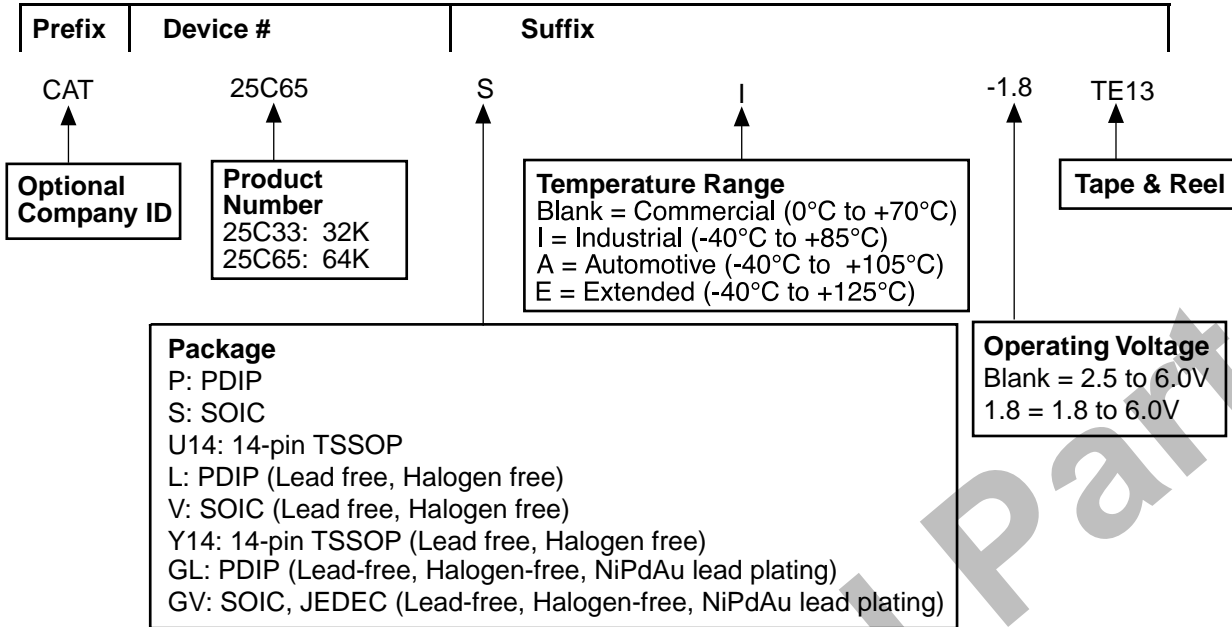 Prefix Device # Suffix
CAT 25C65 S I -1.8 TE13
Optional
Company ID
Product
Number
25C33: 32K
25C65: 64K
Temperature Range
Blank = Commercial (0°C to +70°C)
I = Industrial (-40°C to +85°C)
A = Automotive (-40°C to +105°C)
E = Extended (-40°C to +125°C)
Tape & Reel
Package
P: PDIP
S: SOIC
U14: 14-pin TSSOP
L: PDIP (Lead free, Halogen free)
V: SOIC (Lead free, Halogen free)
Y14: 14-pin TSSOP (Lead free, Halogen free)
GL: PDIP (Lead-free, Halogen-free, NiPdAu lead plating)
GV: SOIC, JEDEC (Lead-free, Halogen-free, NiPdAu lead plating)
Operating Voltage
Blank = 2.5 to 6.0V
1.8 = 1.8 to 6.0V
Part